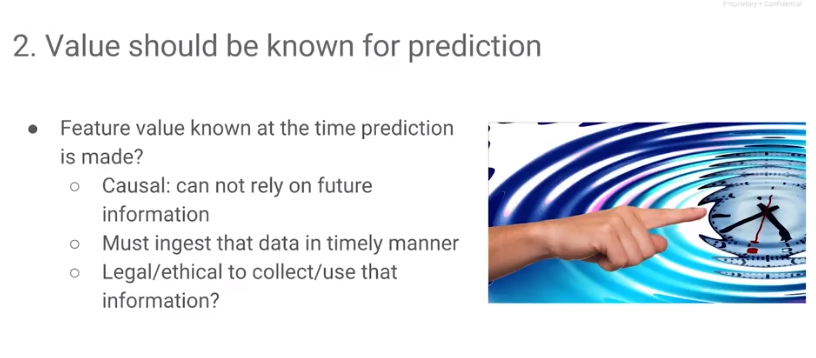 Proprietary + Confidential
2. Value should be known for prediction
● Feature value known at the time prediction
is made?
○ Causal: can not rely on future
information
○ Must ingest that data in timely manner
○ Legal/ethical to collect/use that
information?